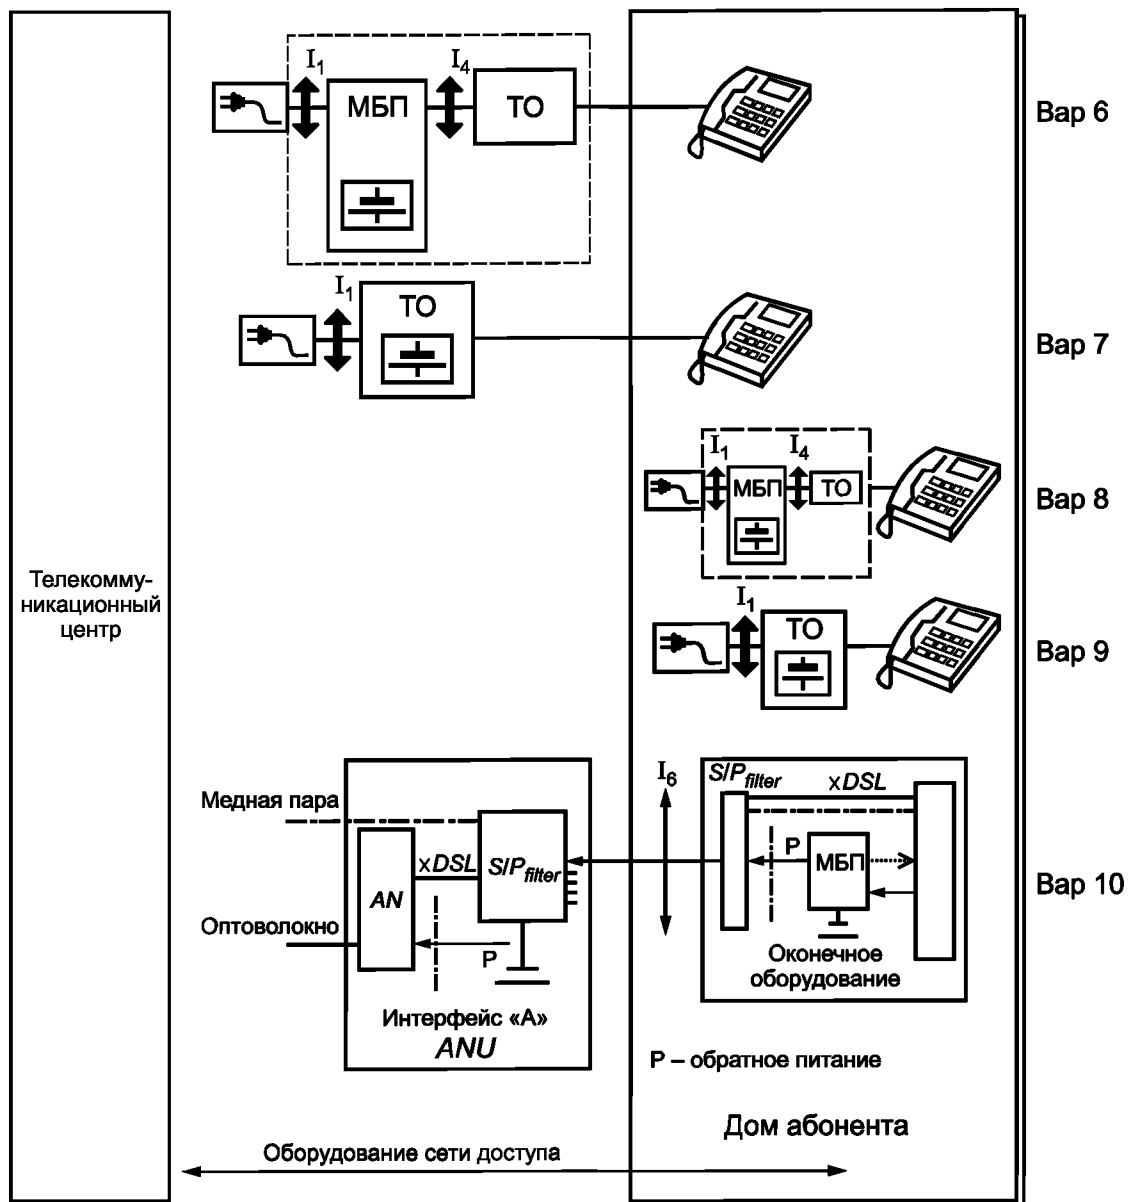 I1
I4
МБП
ТО
Вар 6
I1
ТО
Вар 7
I1
I4
МБП
ТО
Вар 8
Телекомму-
никационный
центр
I1
ТО
Вар 9
Медная пара
xDSL
S/Pfilter
AN
Оптоволокно
P
Интерфейс «А»
ANU
I6
S/Pfilter
xDSL
P
МБП
Оконечное
оборудование
Вар 10
P – обратное питание
Дом абонента
Оборудование сети доступа